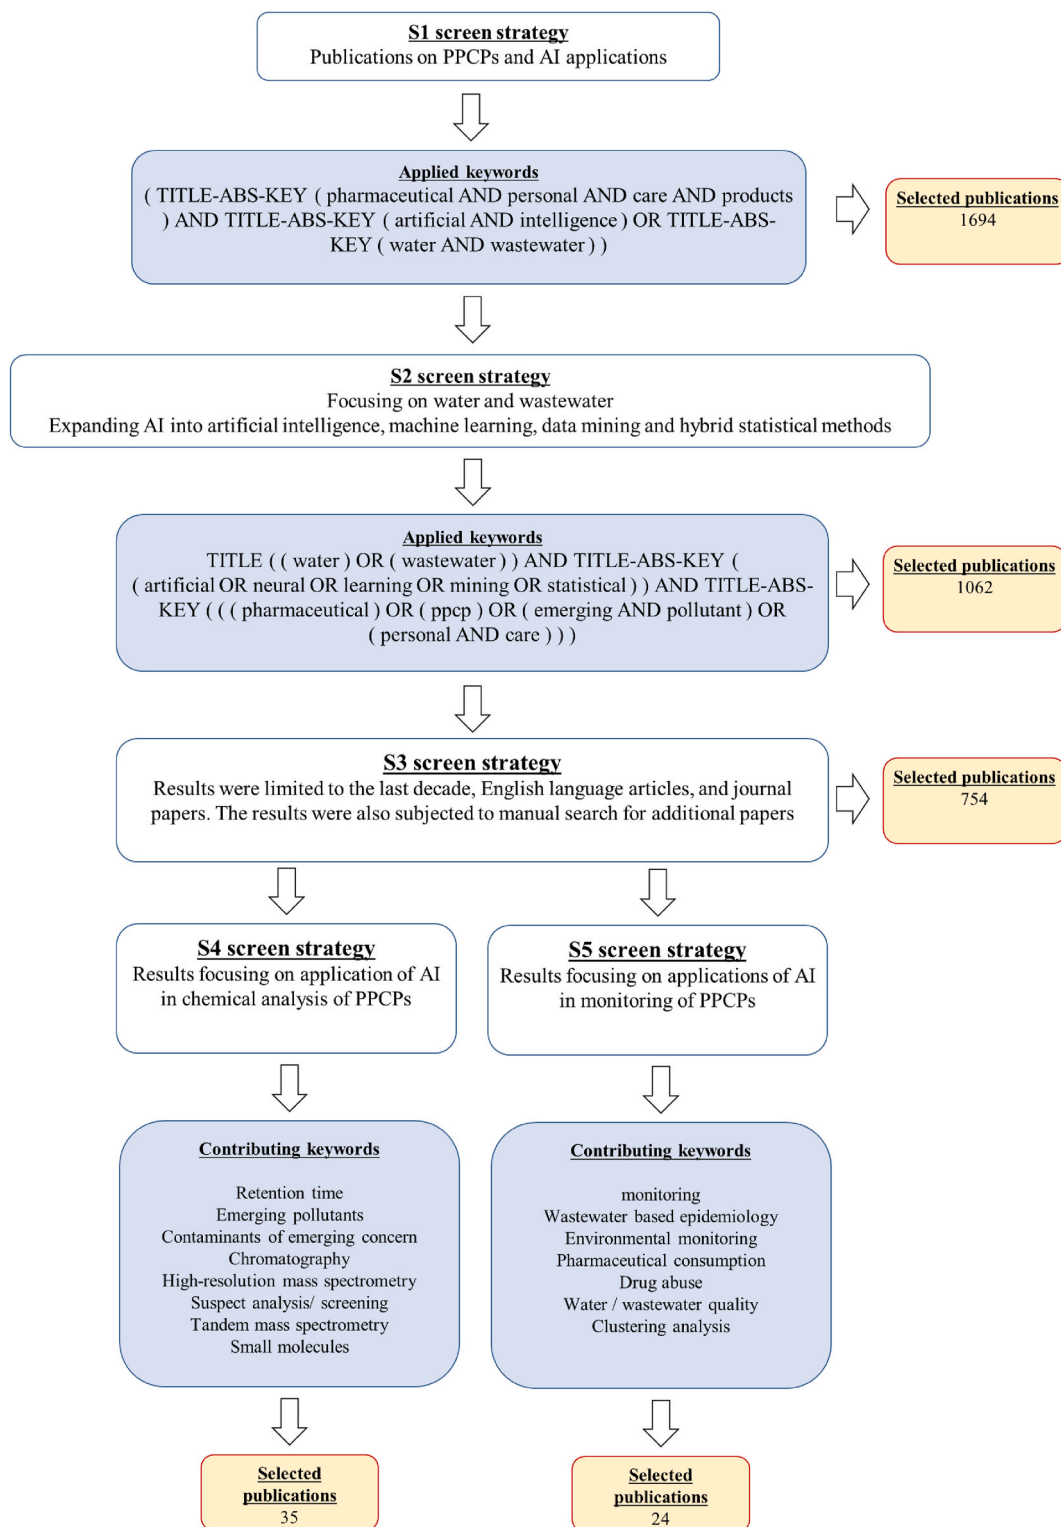 S1 screen strategy
Publications on PPCPs and AI applications
Applied keywords
( TITLE-ABS-KEY ( pharmaceutical AND personal AND care AND products
) AND TITLE-ABS-KEY ( artificial AND intelligence ) OR TITLE-ABS-
KEY ( water AND wastewater ) )
Selected publications
1694
S2 screen strategy
Focusing on water and wastewater
Expanding AI into artificial intelligence, machine learning, data mining and hybrid statistical methods
Applied keywords
TITLE ( ( water ) OR ( wastewater ) ) AND TITLE-ABS-KEY (
( artificial OR neural OR learning OR mining OR statistical ) ) AND TITLE-ABS-
KEY ( ( ( pharmaceutical ) OR ( ppcp ) OR ( emerging AND pollutant ) OR
( personal AND care ) ) )
Selected publications
1062
S3 screen strategy
Results were limited to the last decade, English language articles, and journal
papers. The results were also subjected to manual search for additional papers
Selected publications
754
S4 screen strategy
Results focusing on application of AI
in chemical analysis of PPCPs
S5 screen strategy
Results focusing on applications of AI
in monitoring of PPCPs
Contributing keywords
Retention time
Emerging pollutants
Contaminants of emerging concern
Chromatography
High-resolution mass spectrometry
Suspect analysis/ screening
Tandem mass spectrometry
Small molecules
Contributing keywords
monitoring
Wastewater based epidemiology
Environmental monitoring
Pharmaceutical consumption
Drug abuse
Water / wastewater quality
Clustering analysis
Selected
publications
35
Selected
publications
24